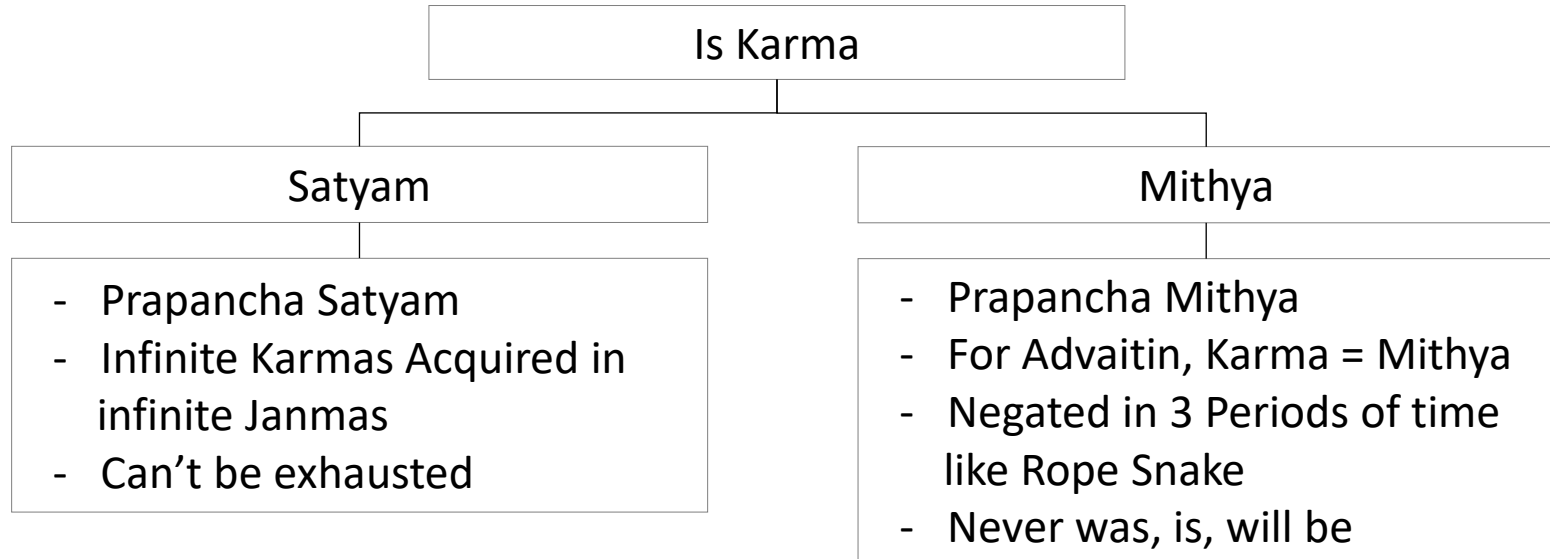 Is Karma
Satyam
- Prapancha Satyam
- Infinite Karmas Acquired in
infinite Janmas
- Can’t be exhausted
Mithya
- Prapancha Mithya
- For Advaitin, Karma = Mithya
- Negated in 3 Periods of time
like Rope Snake
- Never was, is, will be